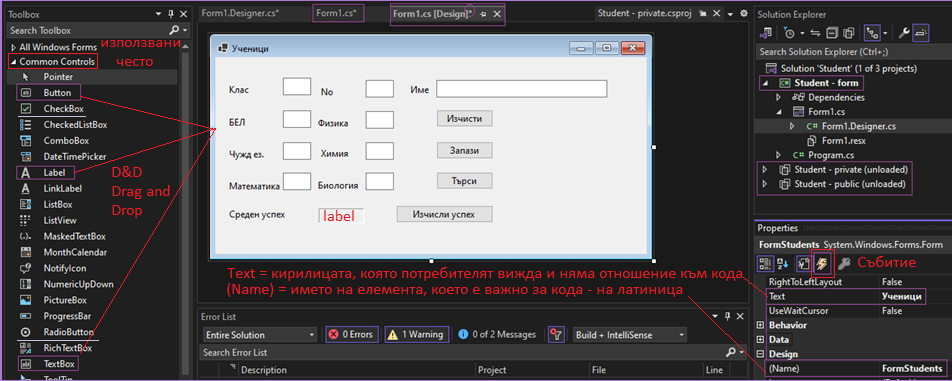 Toolbox
Search Toolbox
All Windows Forms
използвани
Common Controls
често
Pointer
Button
CheckBox
CheckedListBox
ComboBox
DateTimePicker
Label
LinkLabel
ListBox
ListView
MaskedTextBox
MonthCalendar
NotifyIcon
NumericUpDown
PictureBox
ProgressBar
RadioButton
RichTextBox
TextBox
ToolTip
D&D
Drag and
Drop
Form1.Designer.cs*
Form1.cs*
Form1.cs [Design]*
Student - private.csproj
Ученици
Клас
No
Име
БЕЛ
Физика
Изчисти
Чужд ез.
Химия
Запази
Математика
Биология
Търси
Среден успех
label
Изчисли успех
Text = кирилицата, която потребителят вижда и няма отношение към кода
(Name) = името на елемента, което е важно за кода - на латиница
Error List
Entire Solution
0 Errors
1 Warning
0 of 2 Messages
Build + IntelliSense
Search Error List
Description
Project
File
Line
Solution Explorer
Search Solution Explorer (Ctrl+;)
Solution 'Student' (1 of 3 projects)
Student - form
Dependencies
Form1.cs
Form1.Designer.cs
Form1.resx
Program.cs
Student - private (unloaded)
Student - public (unloaded)
Properties
FormStudents System.Windows.Forms.Form
Събитие
RightToLeftLayout False
Text Ученици
UseWaitCursor False
Behavior
Data
Design
(Name) FormStudents